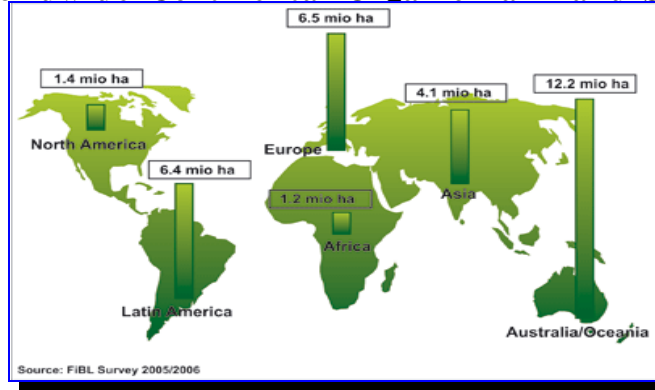 6.5 mio ha
1.4 mio ha
4.1 mio ha
12.2 mio ha
North America
Europe
6.4 mio ha
1.2 mio ha
Asia
Africa
Latin America
Australia/Oceania
Source: FiBL Survey 2005/2006